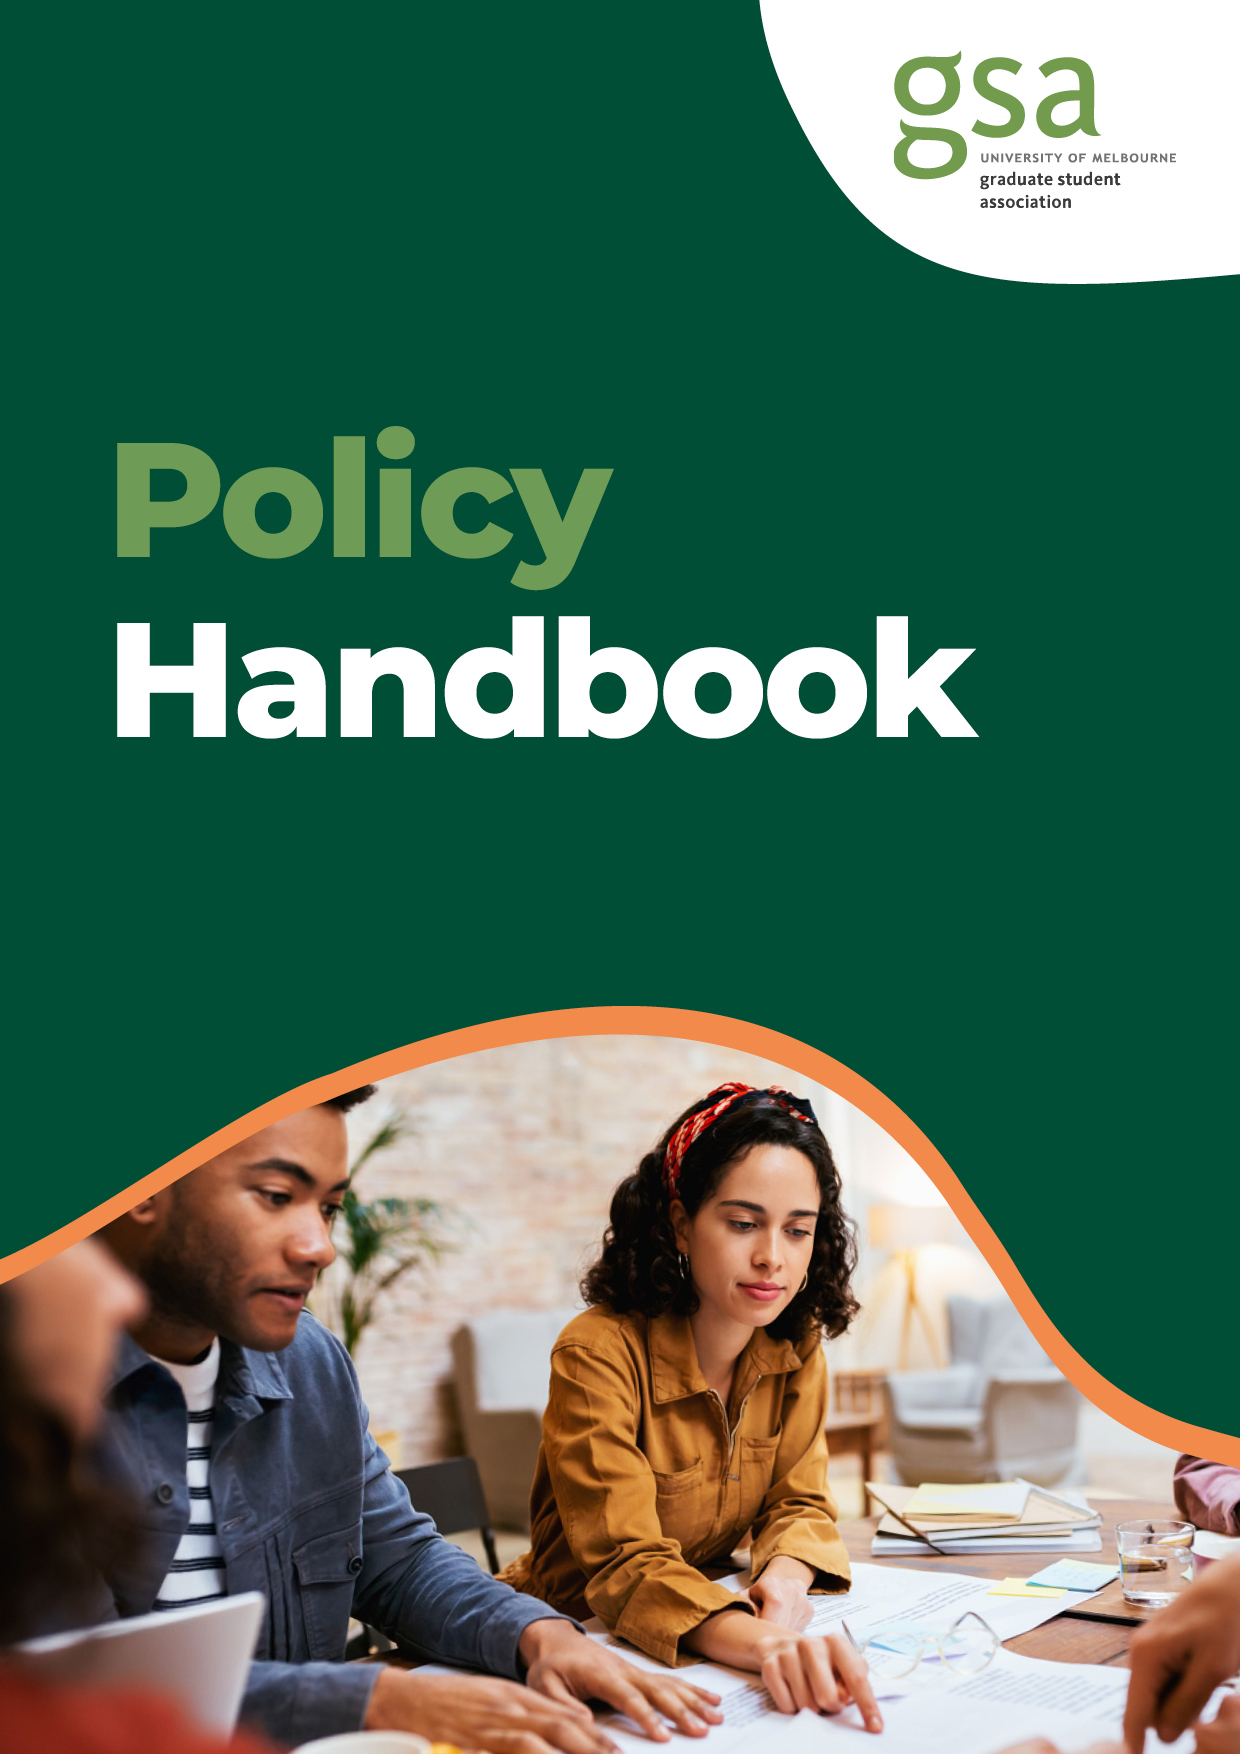 gsa
UNIVERSITY OF MELBOURNE
graduate student
association
Policy
Handbook